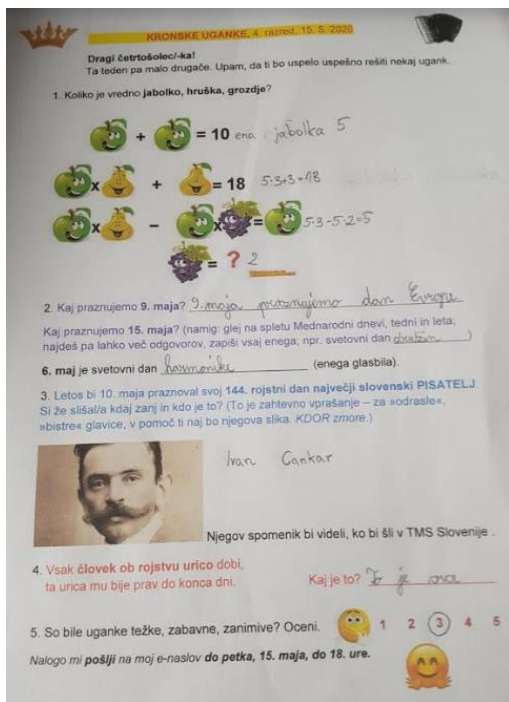 KRONSKE UGANKE, 4. razred, 15. 5. 2020
Dragi četrtošolec/-ka!
Ta teden pa malo drugače. Upam, da ti bo uspelo uspešno rešiti nekaj ugank.
1. Koliko je vredno jabolko, hruška, grozdje?
+ = 10 ena jabolka 5
x + = 18 5·3+3=18
x - x = 5·3-5·2=5
= ? 2
2. Kaj praznujemo 9. maja? 9. maja praznujemo dan Evrope
Kaj praznujemo 15. maja? (namig: glej na spletu Mednarodni dnevi, tedni in leta;
najdeš pa lahko več odgovorov, zapiši vsaj enega; npr. svetovni dan družin )
6. maj je svetovni dan harmonike (enega glasbila).
3. Letos bi 10. maja praznoval svoj 144. rojstni dan največji slovenski PISATELJ.
Si že slišal/a kdaj zanj in kdo je to? (To je zahtevno vprašanje – za »odrasle«,
»bistre« glavice, v pomoč ti naj bo njegova slika. KDOR zmore.)
Ivan Cankar
Njegov spomenik bi videli, ko bi šli v TMS Slovenije .
4. Vsak človek ob rojstvu urico dobi,
ta urica mu bije prav do konca dni.
Kaj je to? To je srce
5. So bile uganke težke, zabavne, zanimive? Oceni. 1 2 3 4 5
Nalogo mi pošlji na moj e-naslov do petka, 15. maja, do 18. ure.